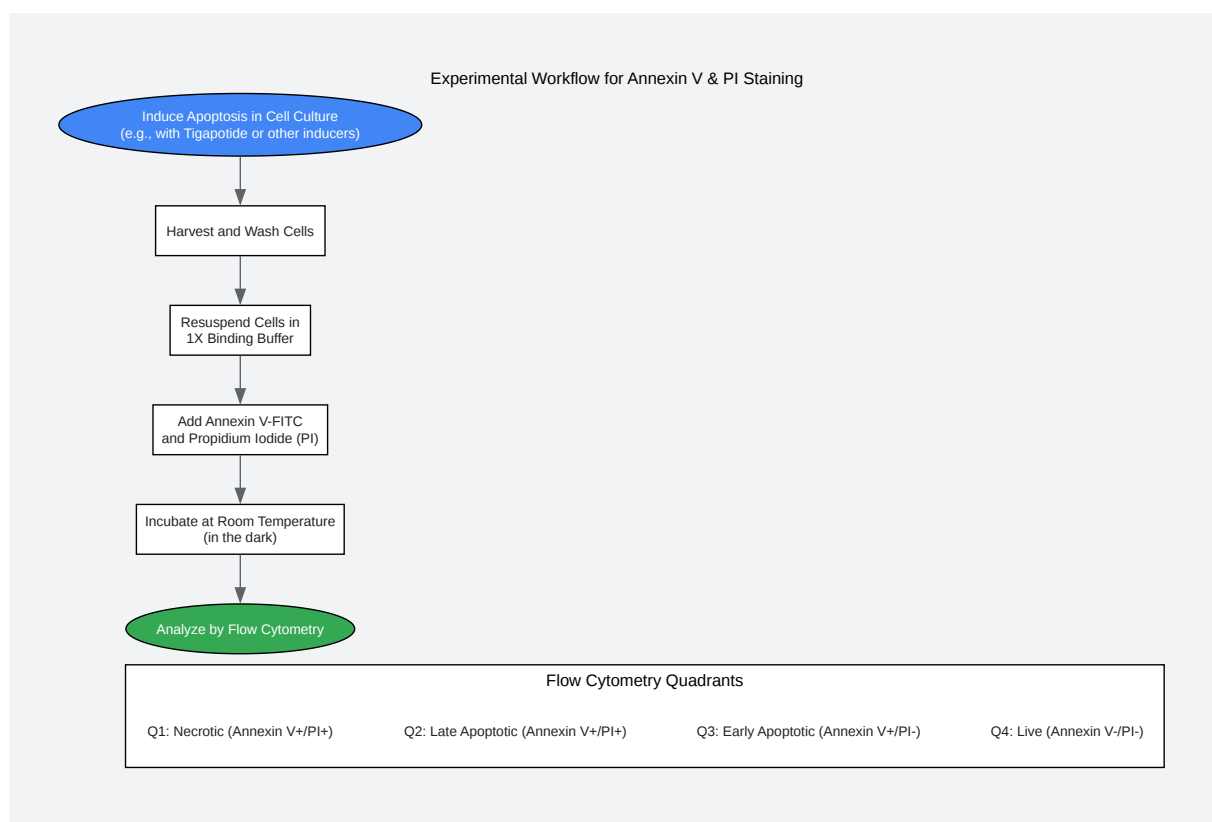 Experimental Workflow for Annexin V & PI Staining
Induce Apoptosis in Cell Culture
(e.g., with Tigapotide or other inducers)
Harvest and Wash Cells
Resuspend Cells in
1X Binding Buffer
Add Annexin V-FITC
and Propidium Iodide (PI)
Incubate at Room Temperature
(in the dark)
Analyze by Flow Cytometry
Flow Cytometry Quadrants
Q1: Necrotic (Annexin V+/PI+)
Q2: Late Apoptotic (Annexin V+/PI+)
Q3: Early Apoptotic (Annexin V+/PI-)
Q4: Live (Annexin V-/PI-)